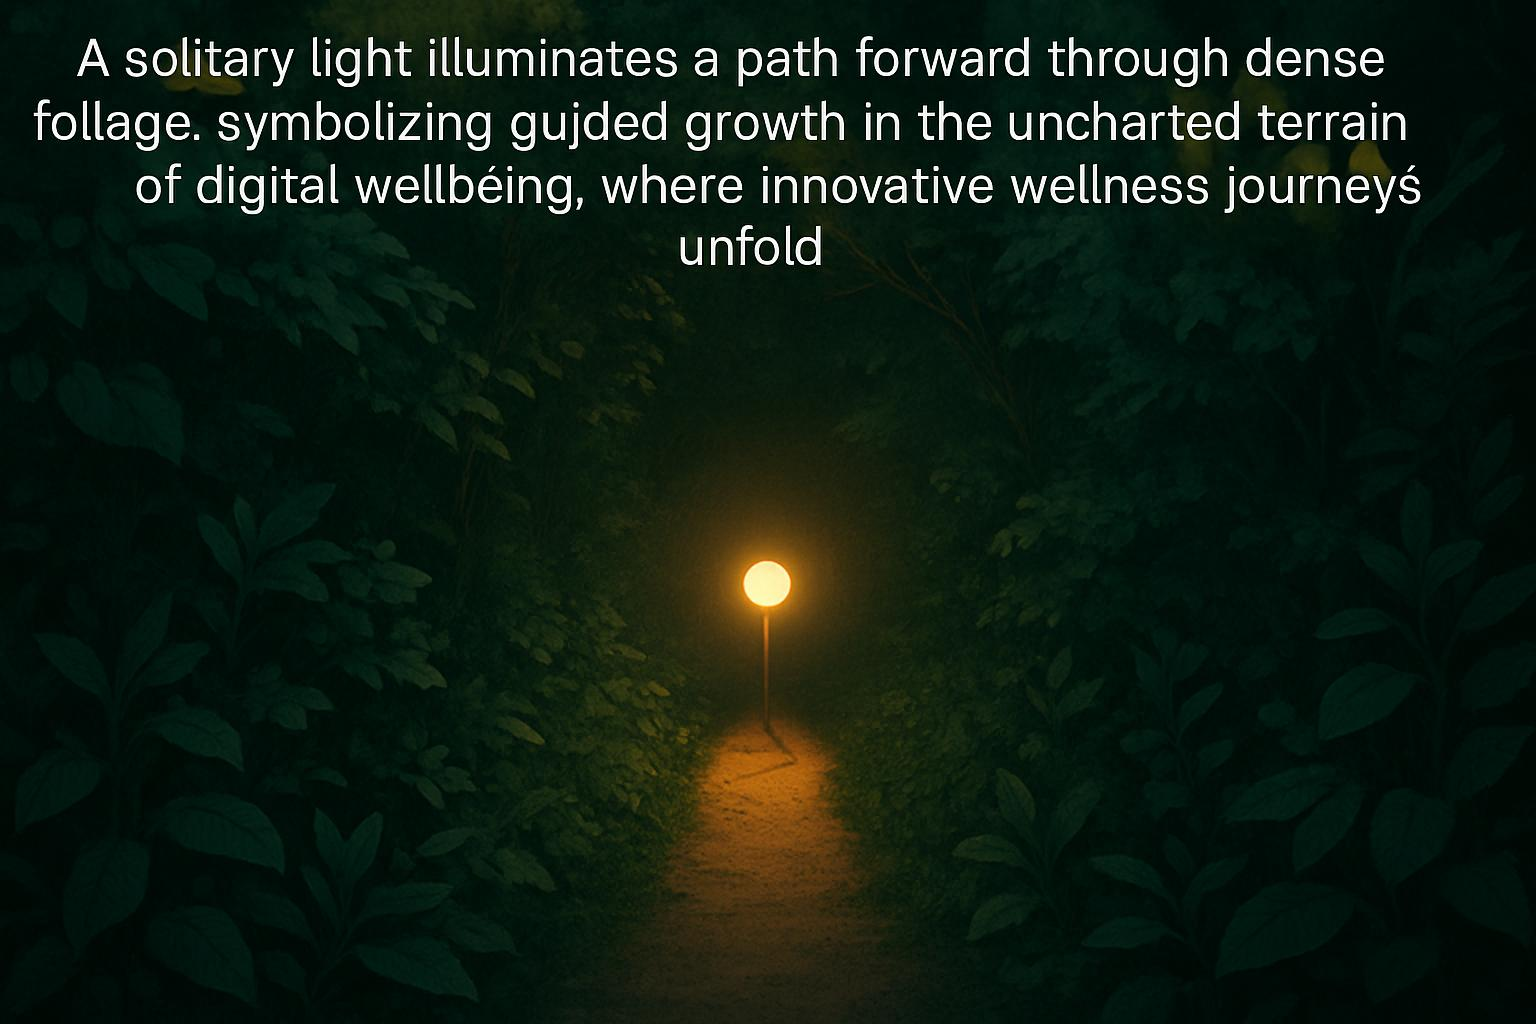 A solitary light illuminates a path forward through dense
follage. symbolizing gujded growth in the uncharted terrain
of digital wellbéing, where innovative wellness journeyś
unfold